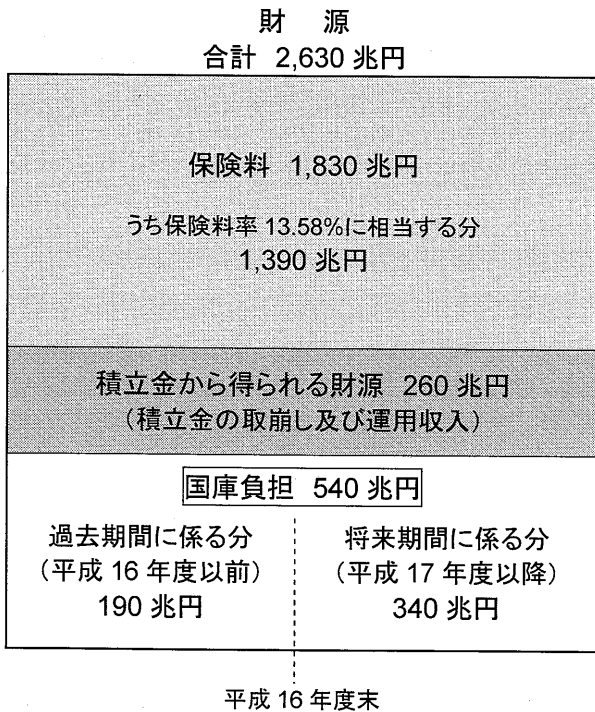 財 源
合計 2,630 兆円
保険料 1,830 兆円
うち保険料率 13.58%に相当する分
1,390 兆円
積立金から得られる財源 260 兆円
（積立金の取崩し及び運用収入）
国庫負担 540 兆円
過去期間に係る分
（平成 16 年度以前）
190 兆円
将来期間に係る分
（平成 17 年度以降）
340 兆円
平成 16 年度末